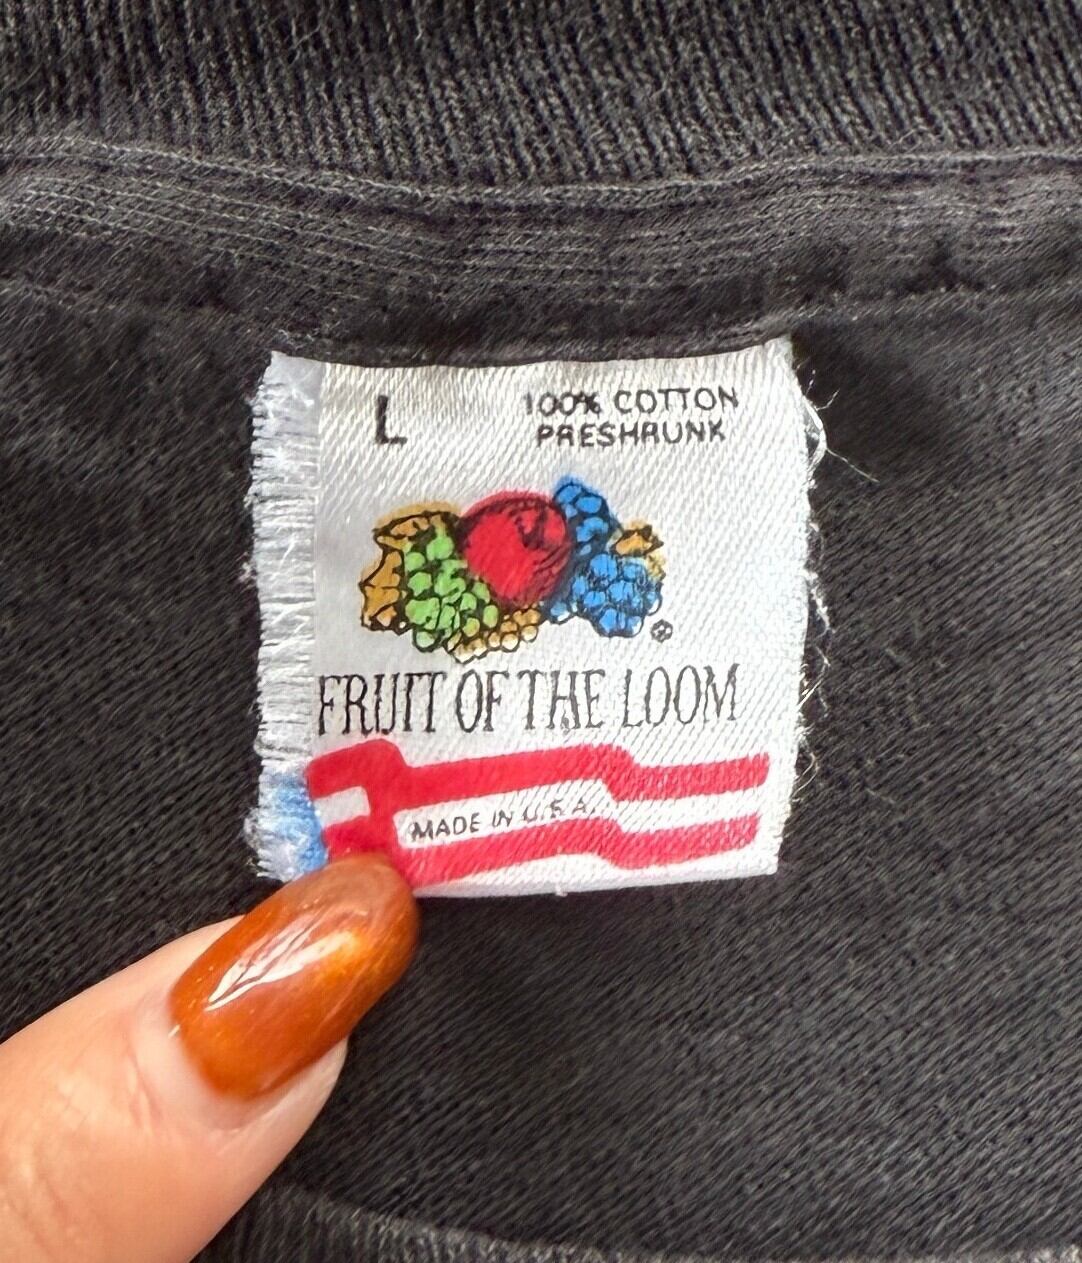 L
100% COTTON
PRESHRUNK
®
FRUIT OF THE LOOM
MADE IN U.S.A.